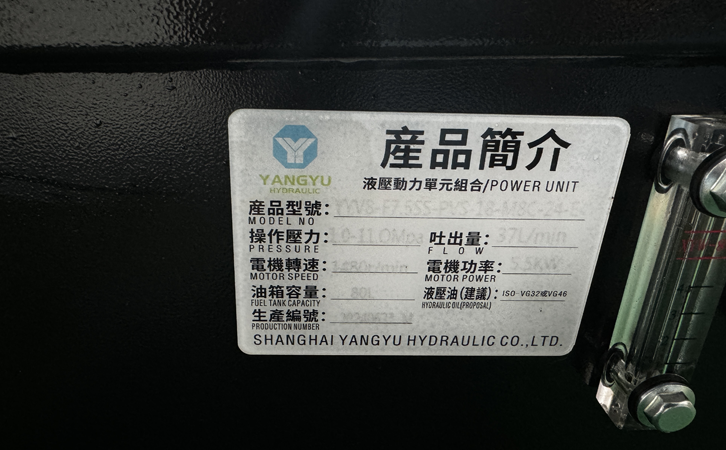 YANGYU
HYDRAULIC
產品簡介
液壓動力單元組合/POWER UNIT
產品型號:
MODEL NO
操作壓力:
PRESSURE
吐出量: 37L/min
FLOW
電機轉速:
MOTOR SPEED
電機功率: 5.5KW
MOTOR POWER
油箱容量: 80L
FUEL TANK CAPACITY
液壓油(建議): ISO VG32或VG46
HYDRAULIC OIL(PROPOSAL)
生產編號:
PRODUCTION NUMBER
SHANGHAI YANGYU HYDRAULIC CO.,LTD.